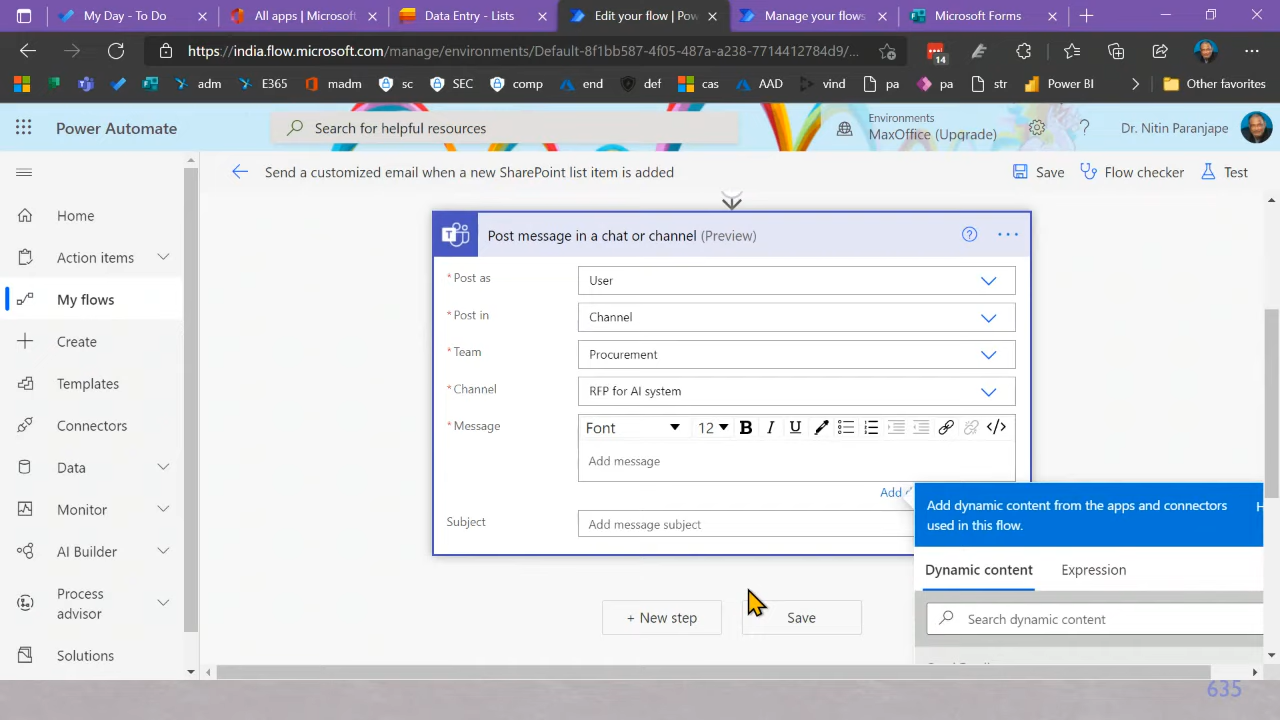 My Day - To Do
All apps | Microsoft
Data Entry - Lists
Edit your flow | Pow
Manage your flows
Microsoft Forms
https://india.flow.microsoft.com/manage/environments/Default-8f1bb587-4f05-487a-a238-7714412784d9/...
14
adm
E365
madm
sc
SEC
comp
end
def
cas
AAD
vind
pa
pa
str
Power BI
Other favorites
Power Automate
Search for helpful resources
Environments
MaxOffice (Upgrade)
Dr. Nitin Paranjape
Send a customized email when a new SharePoint list item is added
Save
Flow checker
Test
Home
Action items
My flows
Create
Templates
Connectors
Data
Monitor
AI Builder
Process
advisor
Solutions
Post message in a chat or channel (Preview)
* Post as
User
* Post in
Channel
* Team
Procurement
* Channel
RFP for AI system
* Message
Font
12
B I U
Add message
Add
Subject
Add message subject
+ New step
Save
Add dynamic content from the apps and connectors
used in this flow.
Dynamic content
Expression
Search dynamic content
635